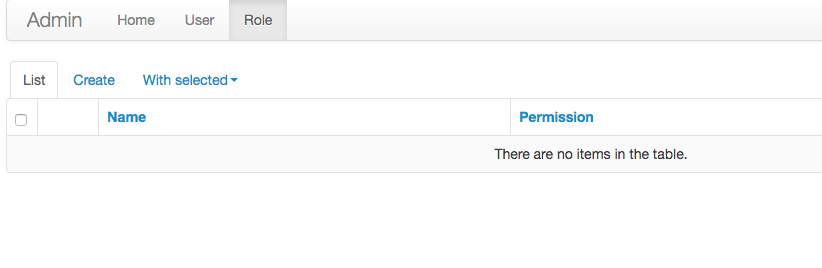 Admin Home User Role
List Create With selected
Name Permission
There are no items in the table.